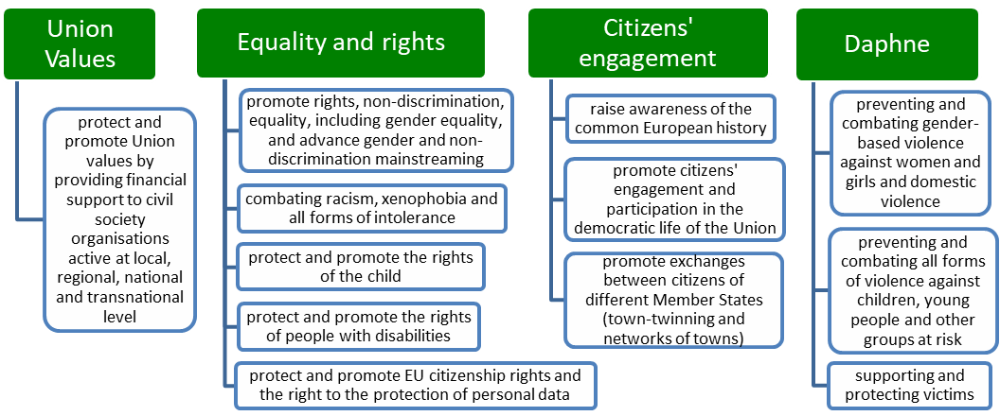 Union
Values
protect and
promote Union
values by
providing financial
support to civil
society
organisations
active at local,
regional, national
and transnational
level
Equality and rights
promote rights, non-discrimination,
equality, including gender equality,
and advance gender and non-
discrimination mainstreaming
combating racism, xenophobia and
all forms of intolerance
protect and promote the rights
of the child
protect and promote the rights
of people with disabilities
protect and promote EU citizenship rights and
the right to the protection of personal data
Citizens'
engagement
raise awareness of the
common European history
promote citizens'
engagement and
participation in the
democratic life of the Union
promote exchanges
between citizens of
different Member States
(town-twinning and
networks of towns)
Daphne
preventing and
combating gender-
based violence
against women and
girls and domestic
violence
preventing and
combating all forms
of violence against
children, young
people and other
groups at risk
supporting and
protecting victims